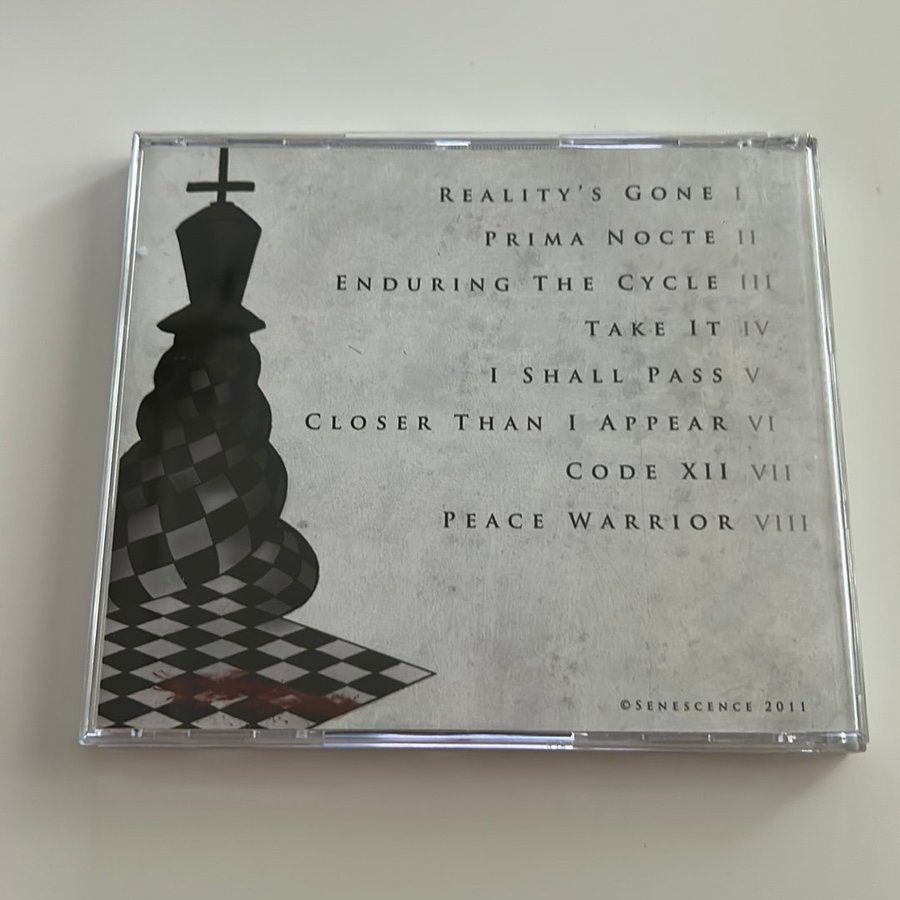 Reality's Gone I
Prima Nocte II
Enduring The Cycle III
Take It IV
I Shall Pass V
Closer Than I Appear VI
Code XII VII
Peace Warrior VIII
©Senescence 2011